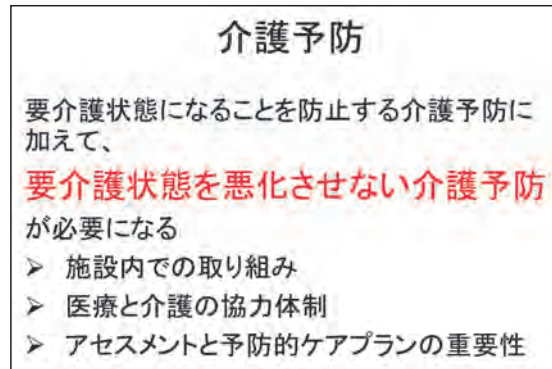 介護予防
要介護状態になることを防止する介護予防に
加えて、
要介護状態を悪化させない介護予防
が必要になる
➢ 施設内での取り組み
➢ 医療と介護の協力体制
➢ アセスメントと予防的ケアプランの重要性